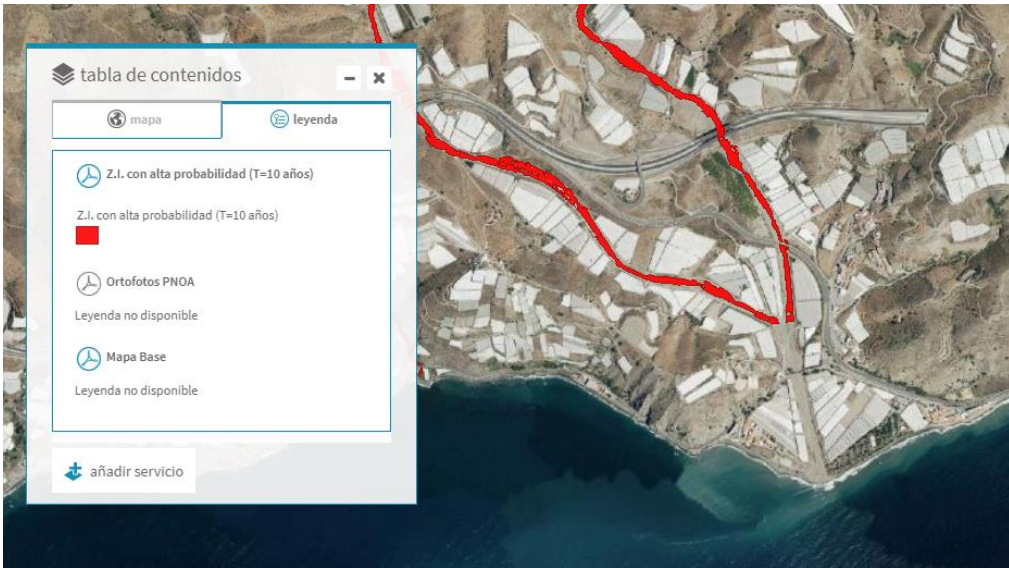 tabla de contenidos
mapa
leyenda
Z.I. con alta probabilidad (T=10 años)
Z.I. con alta probabilidad (T=10 años)
Ortofotos PNOA
Leyenda no disponible
Mapa Base
Leyenda no disponible
añadir servicio